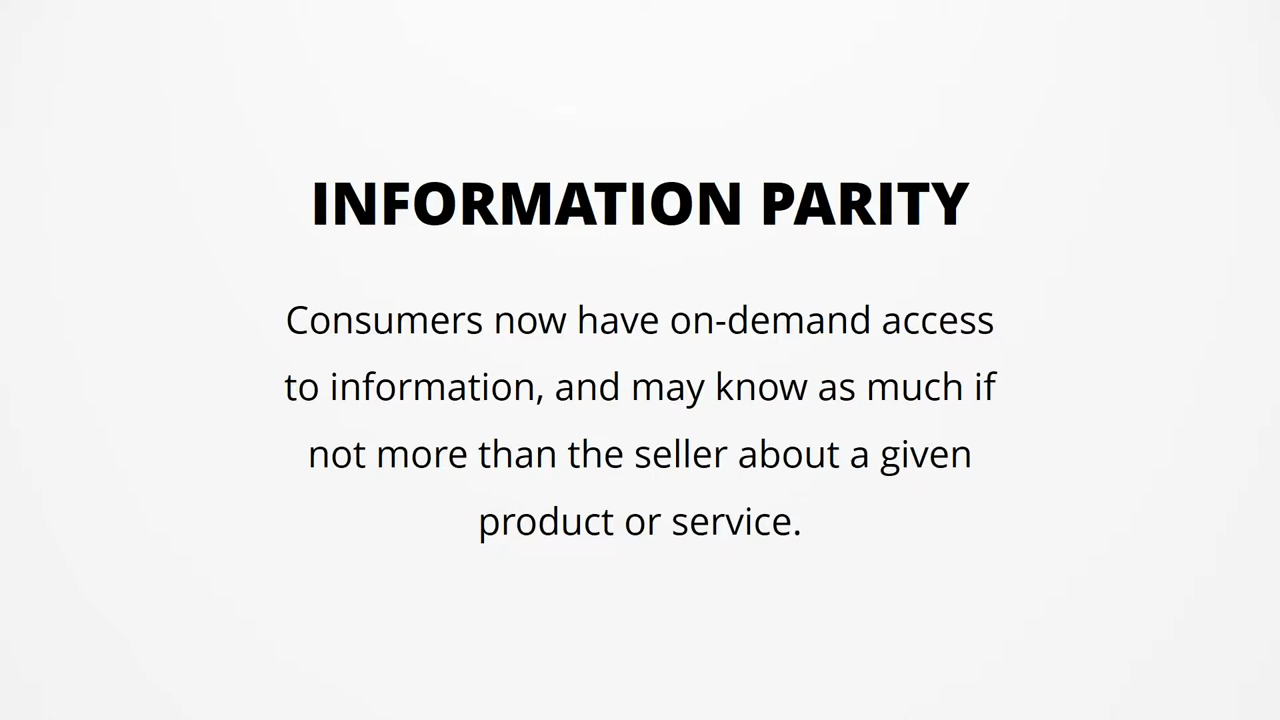 INFORMATION PARITY
Consumers now have on-demand access
to information, and may know as much if
not more than the seller about a given
product or service.